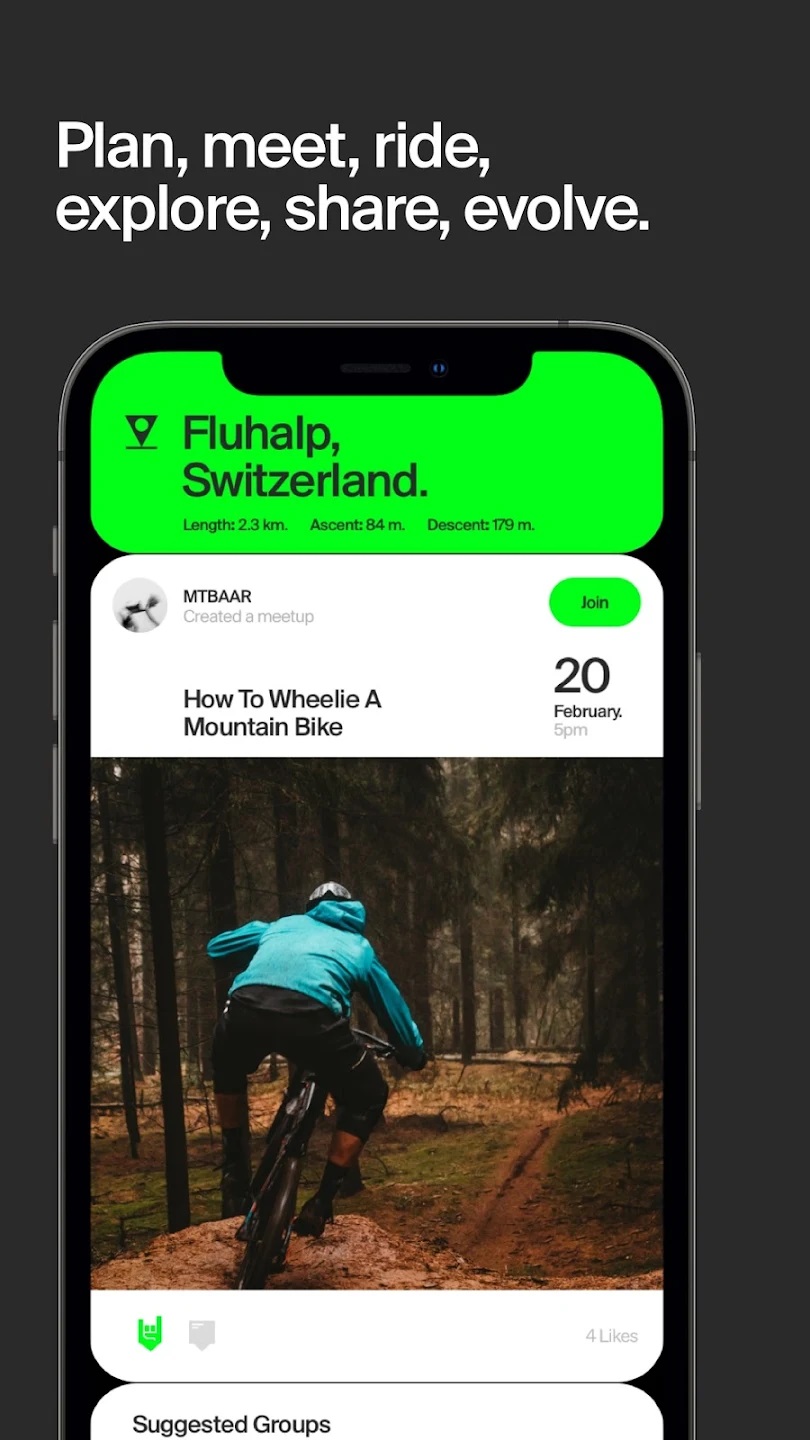 Plan, meet, ride,
explore, share, evolve.
Fluhalp,
Switzerland.
Length: 2.3 km. Ascent: 84 m. Descent: 179 m.
MTBAAR
Created a meetup
Join
How To Wheelie A
Mountain Bike
20
February.
5pm
4 Likes
Suggested Groups